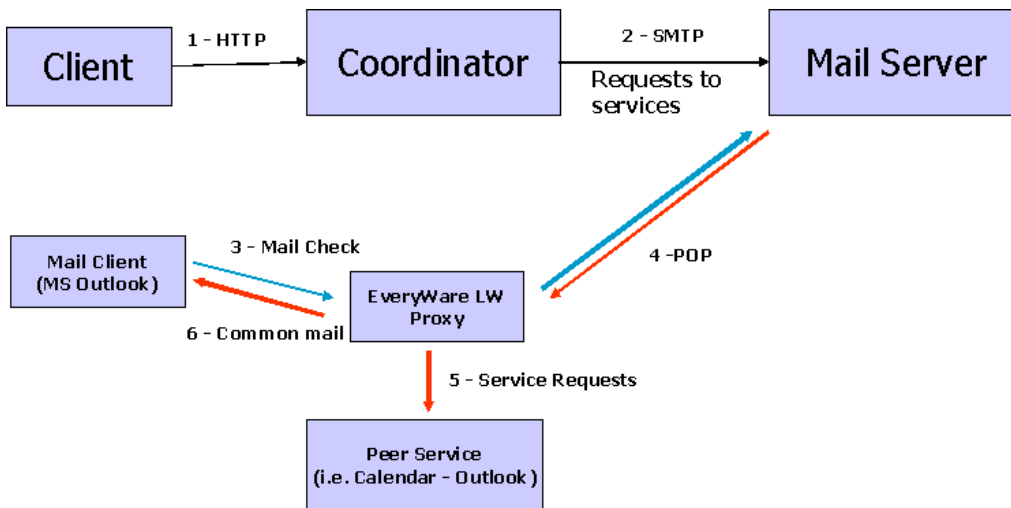 1 - HTTP
2 - SMTP
Client
Coordinator
Mail Server
Requests to
services
3 - Mail Check
4 -POP
Mail Client
(MS Outlook)
EveryWare LW
Proxy
6 - Common mail
5 - Service Requests
Peer Service
(i.e. Calendar - Outlook)